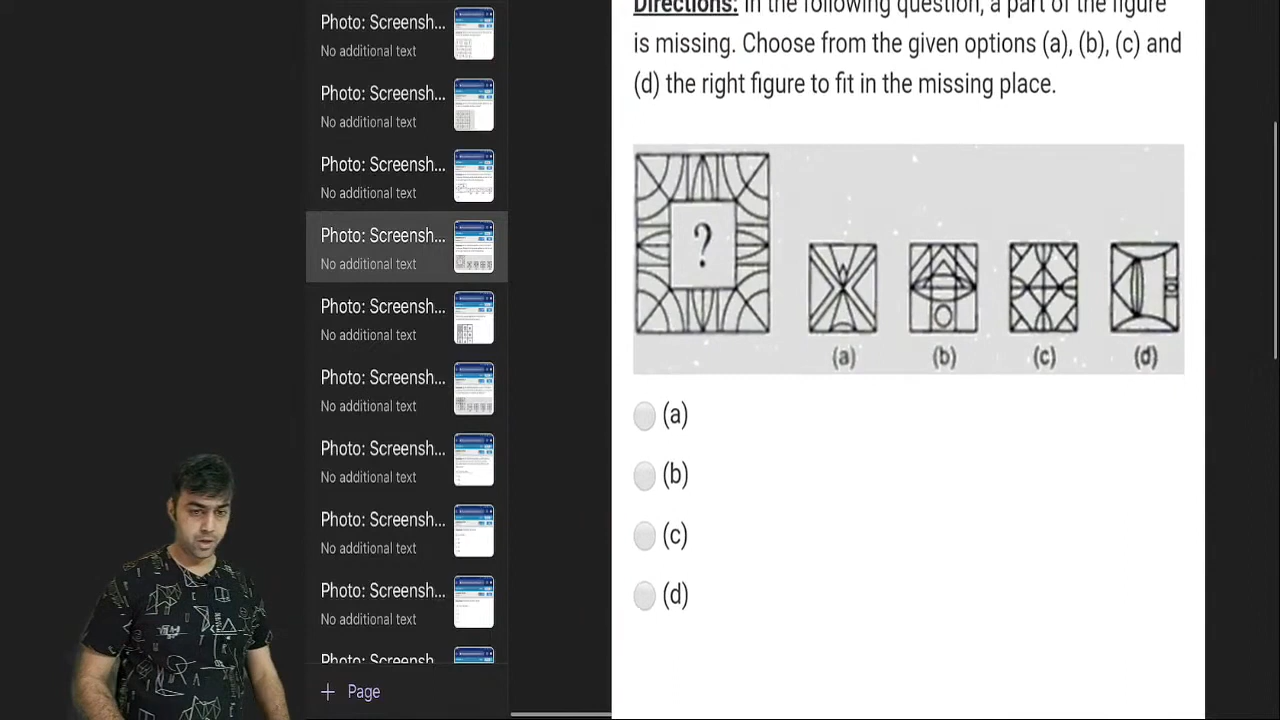 Photo: Screensh...
No additional text
Photo: Screensh...
No additional text
Photo: Screensh...
No additional text
Photo: Screensh...
No additional text
Photo: Screensh...
No additional text
Photo: Screensh...
No additional text
Photo: Screensh...
No additional text
Photo: Screensh...
No additional text
Photo: Screensh...
No additional text
Photo: Screensh...
+ Page
Directions: In the following question, a part of the figure
is missing. Choose from the given options (a), (b), (c) and
(d) the right figure to fit in the missing place.
?
(a) (b) (c) (d)
(a)
(b)
(c)
(d)